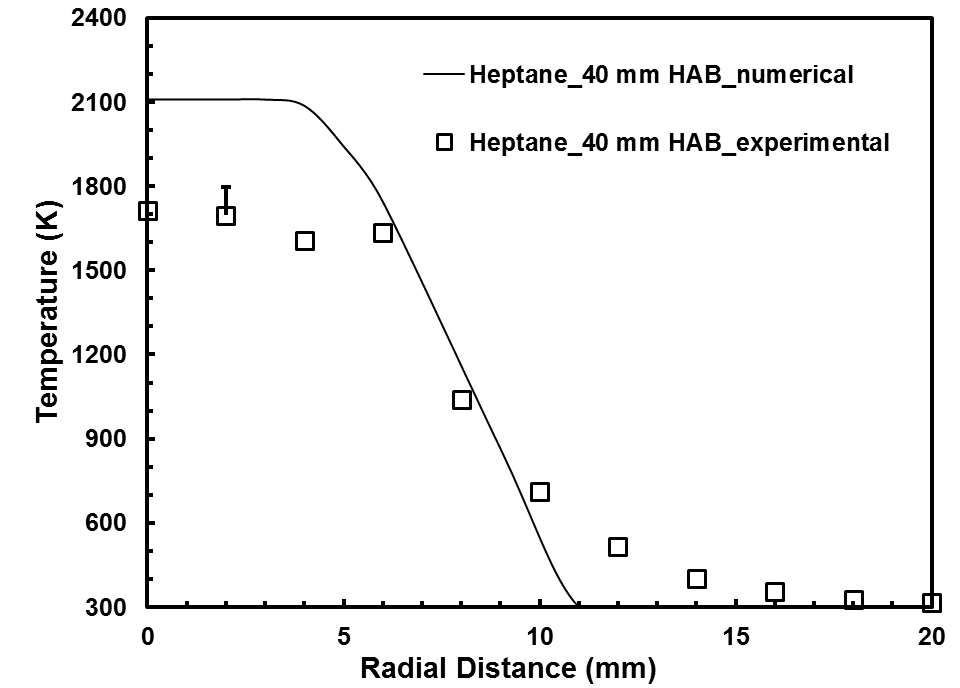 2400
2100
1800
1500
1200
900
600
300
Temperature (K)
Heptane_40 mm HAB_numerical
Heptane_40 mm HAB_experimental
0 5 10 15 20
Radial Distance (mm)